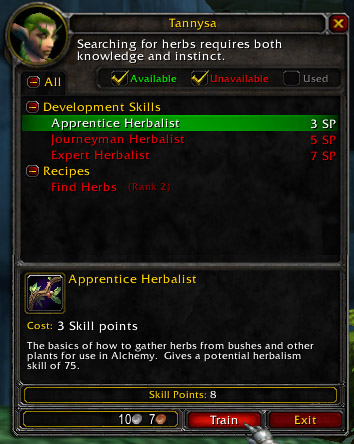 Tannysa
Searching for herbs requires both
knowledge and instinct.
All
Available
Unavailable
Used
Development Skills
Apprentice Herbalist 3 SP
Journeyman Herbalist 5 SP
Expert Herbalist 7 SP
Recipes
Find Herbs (Rank 2)
Apprentice Herbalist
Cost: 3 Skill points
The basics of how to gather herbs from bushes and other
plants for use in Alchemy. Gives a potential herbalism
skill of 75.
Skill Points: 8
10 7
Train
Exit